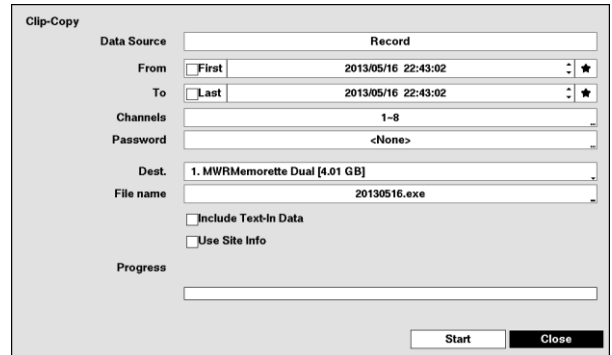 Clip-Copy
Data Source Record
From First 2013/05/16 22:43:02
To Last 2013/05/16 22:43:02
Channels 1~8
Password <None>
Dest. 1. MWRMemorette Dual [4.01 GB]
File name 20130516.exe
Include Text-In Data
Use Site Info
Progress
Start Close